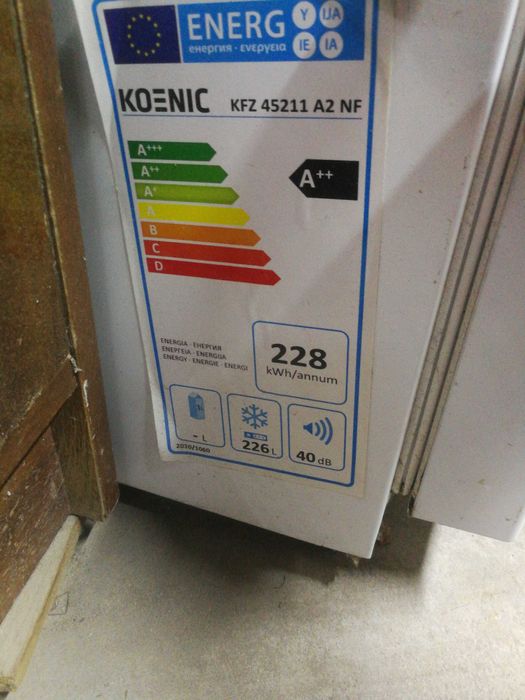 ENERG
енергия · ενεργεια
Y IJA
IE IA
KOENIC
KFZ 45211 A2 NF
A+++
A++
A+
A
B
C
D
A++
ENERGIA · ЕНЕРГИЯ
ΕΝΕΡΓΕΙΑ · ENERGIJA
ENERGY · ENERGIE · ENERGI
228
kWh/annum
- L
226 L
40 dB
2010/1060